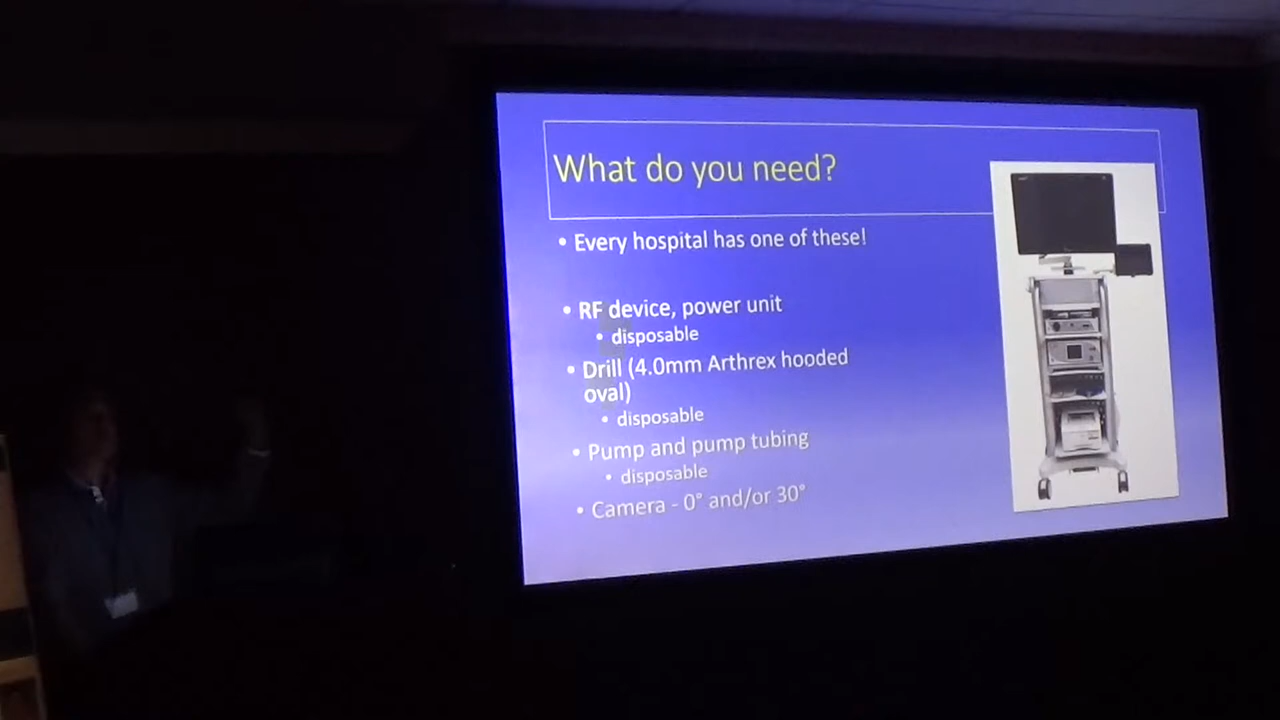 What do you need?
• Every hospital has one of these!
• RF device, power unit
• disposable
• Drill (4.0mm Arthrex hooded
oval)
• disposable
• Pump and pump tubing
• disposable
• Camera - 0° and/or 30°